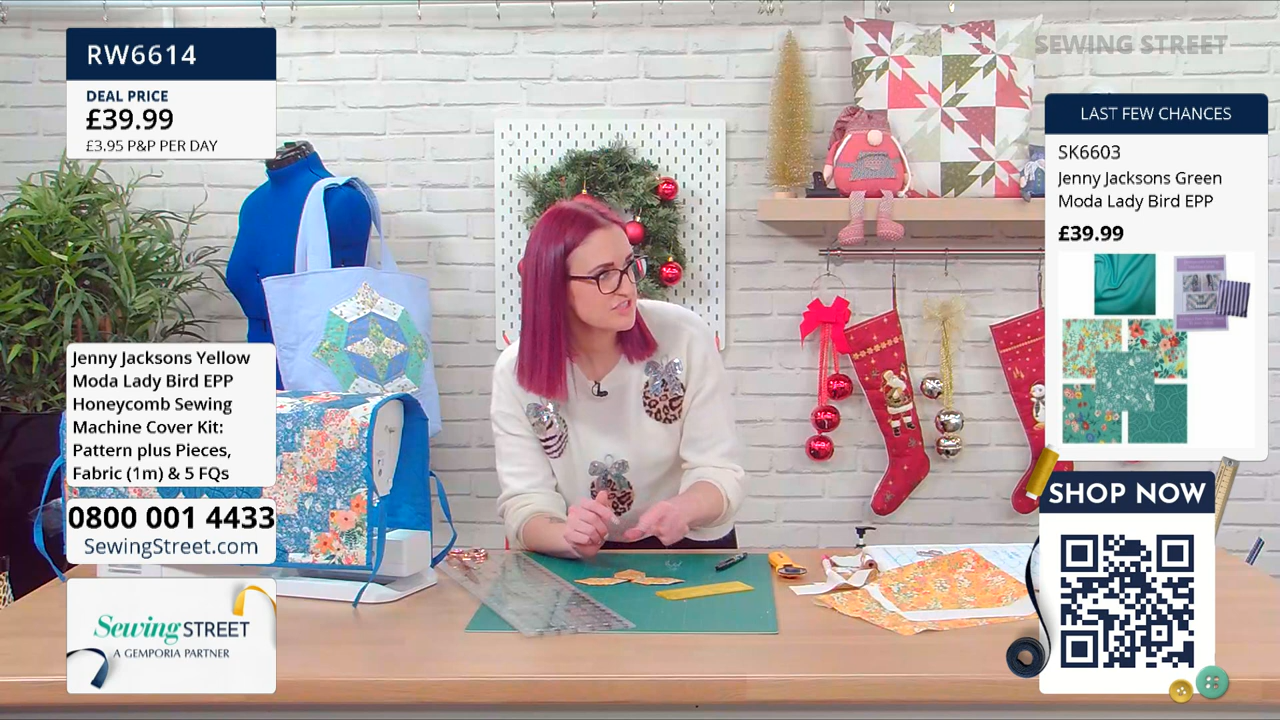 RW6614
DEAL PRICE
£39.99
£3.95 P&P PER DAY
Jenny Jacksons Yellow
Moda Lady Bird EPP
Honeycomb Sewing
Machine Cover Kit:
Pattern plus Pieces,
Fabric (1m) & 5 FQs
0800 001 4433
SewingStreet.com
Sewing STREET
A GEMPORIA PARTNER
SEWING STREET
LAST FEW CHANCES
SK6603
Jenny Jacksons Green
Moda Lady Bird EPP
£39.99
SHOP NOW